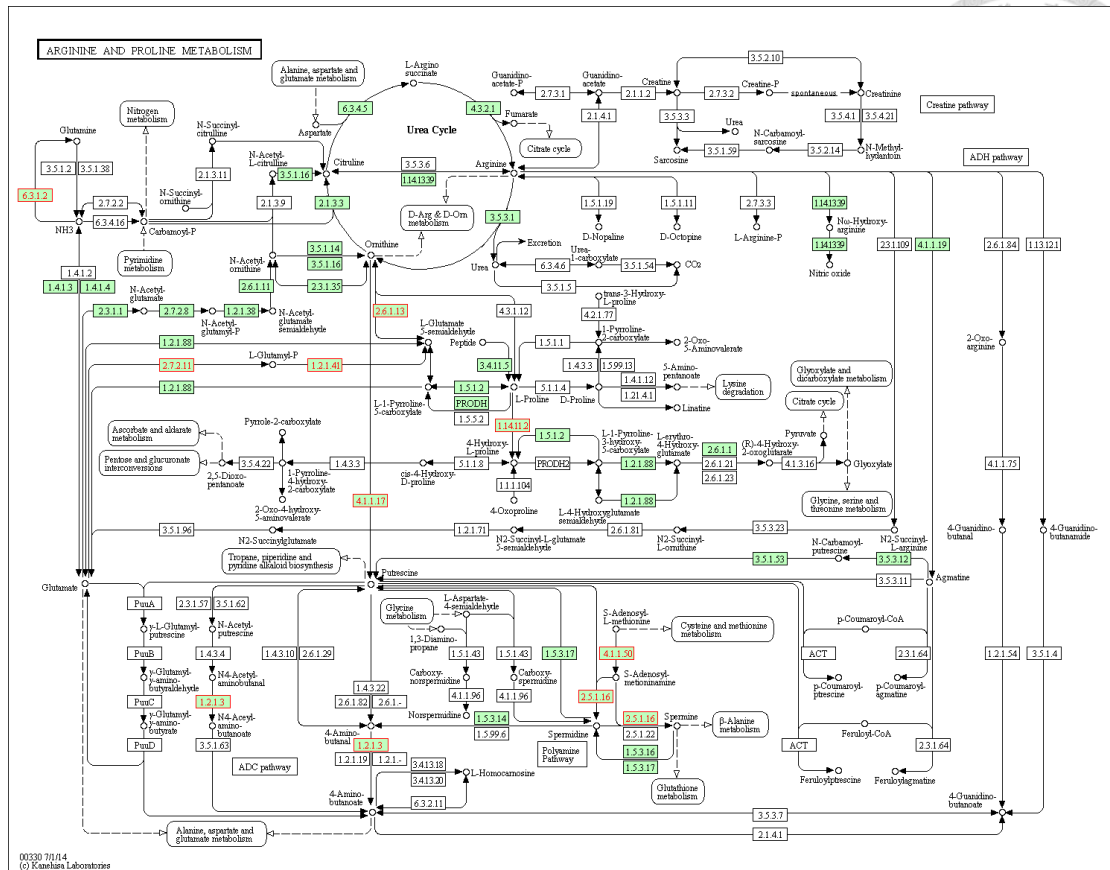 ARGININE AND PROLINE METABOLISM
Alanine, aspartate and
glutamate metabolism
L-Argino
succinate
Guanidino-
acetate-P
Guanidino-
acetate
Creatine
3.5.2.10
Creatine-P
spontaneous
Creatinine
Creatine pathway
2.7.3.1
2.1.1.2
2.7.3.2
6.3.4.5
4.3.2.1
Fumarate
Aspartate
Urea Cycle
Citrate cycle
2.1.4.1
3.5.3.3
Urea
3.5.4.1
3.5.4.21
N-Carbamoyl-
sarcosine
3.5.1.59
3.5.2.14
Sarcosine
N-Methyl-
hydantoin
ADH pathway
Nitrogen
metabolism
Glutamine
N-Succinyl-
citrulline
3.5.1.2
3.5.1.38
2.1.3.11
N-Acetyl-
L-citrulline
3.5.1.16
Citruline
3.5.3.6
1.14.13.39
Arginine
6.3.1.2
N-Succinyl-
ornithine
2.7.2.2
6.3.4.16
NH3
Carbamoyl-P
2.1.3.9
2.1.3.3
D-Arg & D-Orn
metabolism
3.5.3.1
1.5.1.19
1.5.1.11
2.7.3.3
1.14.13.39
D-Nopaline
D-Octopine
L-Arginine-P
Nω-Hydroxy-
arginine
1.14.13.39
Nitric oxide
2.3.1.109
4.1.1.19
2.6.1.84
1.13.12.1
Pyrimidine
metabolism
N-Acetyl-
ornithine
3.5.1.14
3.5.1.16
Ornithine
Excretion
Urea
Urea-
1-carboxylate
6.3.4.6
3.5.1.54
CO2
3.5.1.5
1.4.1.2
1.4.1.3
1.4.1.4
N-Acetyl-
glutamate
2.6.1.11
2.3.1.35
2.3.1.1
2.7.2.8
1.2.1.38
N-Acetyl-
glutamyl-P
N-Acetyl
glutamate
semialdehyde
2.6.1.13
4.3.1.12
trans-3-Hydroxy-
L-proline
4.2.1.77
1.2.1.88
L-Glutamate
5-semialdehyde
Peptide
1.5.1.1
1-Pyrroline-
2-carboxylate
2-Oxo-
5-Aminovalerate
2-Oxo-
arginine
L-Glutamyl-P
2.7.2.11
1.2.1.41
3.4.11.5
1.4.3.3
1.5.99.13
5-Amino-
pentanoate
Glyoxylate and
dicarboxylate metabolism
1.2.1.88
1.5.1.2
PRODH
1.5.5.2
L-Proline
5.1.1.4
D-Proline
1.4.1.12
1.21.4.1
Lysine
degradation
Linatine
Citrate cycle
L-1-Pyrroline-
5-carboxylate
1.14.11.2
Ascorbate and aldarate
metabolism
Pyrrole-2-carboxylate
4-Hydroxy-
L-proline
1.5.1.2
L-1-Pyrroline-
3-hydroxy-
5-carboxylate
L-erythro-
4-Hydroxy-
glutamate
2.6.1.1
2.6.1.21
2.6.1.23
(R)-4-Hydroxy-
2-oxoglutarate
Pyruvate
4.1.3.16
Glyoxylate
Pentose and glucuronate
interconversions
3.5.4.22
2,5-Dioxo-
pentanoate
1-Pyrroline-
4-hydroxy-
2-carboxylate
1.4.3.3
cis-4-Hydroxy-
D-proline
5.1.1.8
PRODH2
1.2.1.88
1.1.1.104
4-Oxoproline
4.1.1.17
1.2.1.88
L-4-Hydroxyglutamate
semialdehyde
Glycine, serine and
threonine metabolism
4.1.1.75
2-Oxo-4-hydroxy-
5-aminovalerate
3.5.1.96
N2-Succinylglutamate
1.2.1.71
N2-Succinyl-L-glutamate
5-semialdehyde
2.6.1.81
N2-Succinyl-
L-ornithine
3.5.3.23
N2-Succinyl-
L-arginine
4-Guanidino-
butanal
4-Guanidino-
butanamide
N-Carbamoyl-
putrescine
3.5.1.53
3.5.3.12
3.5.3.11
Agmatine
Tropane, piperidine and
pyridine alkaloid biosynthesis
Glutamate
Putrescine
PuuA
2.3.1.57
3.5.1.62
γ-L-Glutamyl-
putrescine
N-Acetyl-
putrescine
PuuB
1.4.3.4
γ-Glutamyl-
γ-amino-
butyraldehyde
N4-Acetyl-
aminobutanal
PuuC
1.2.1.3
γ-Glutamyl-
γ-amino-
butyrate
N4-Acetyl-
aminobutanoate
PuuD
3.5.1.63
1.4.3.10
2.6.1.29
Glycine
metabolism
L-Aspartate-
4-semialdehyde
1,3-Diamino-
propane
1.5.1.43
1.5.1.43
1.5.3.17
S-Adenosyl-
L-methionine
4.1.1.50
Cysteine and methionine
metabolism
Carboxy-
norspermidine
Carboxy-
spermidine
S-Adenosyl-
metioninamine
1.4.3.22
2.6.1.82
2.6.1.-
4.1.1.96
4.1.1.96
2.5.1.16
Norspermidine
1.5.3.14
1.5.99.6
Spermidine
2.5.1.16
2.5.1.22
Spermine
β-Alanine
metabolism
1.5.3.16
1.5.3.17
Polyamine
Pathway
Glutathione
metabolism
4-Amino-
butanal
1.2.1.3
1.2.1.19
1.2.1.-
ADC pathway
3.4.13.18
3.4.13.20
L-Homocarnosine
6.3.2.11
4-Amino-
butanoate
p-Coumaroyl-CoA
ACT
2.3.1.64
p-Coumaroyl-
ptrescine
p-Coumaroyl-
agmatine
Feruloyl-CoA
ACT
2.3.1.64
Feruloylptrescine
Feruloylagmatine
1.2.1.54
3.5.1.4
4-Guanidino-
butanoate
3.5.3.7
2.1.4.1
Alanine, aspartate and
glutamate metabolism
00330 7/1/14
(c) Kanehisa Laboratories